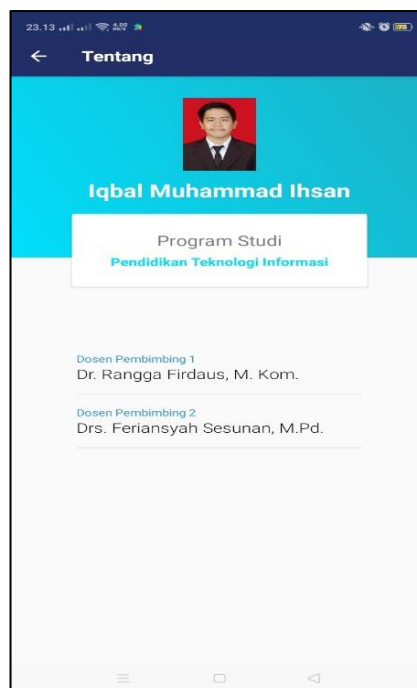 23.13
Tentang
Iqbal Muhammad Ihsan
Program Studi
Pendidikan Teknologi Informasi
Dosen Pembimbing 1
Dr. Rangga Firdaus, M. Kom.
Dosen Pembimbing 2
Drs. Feriansyah Sesunan, M.Pd.